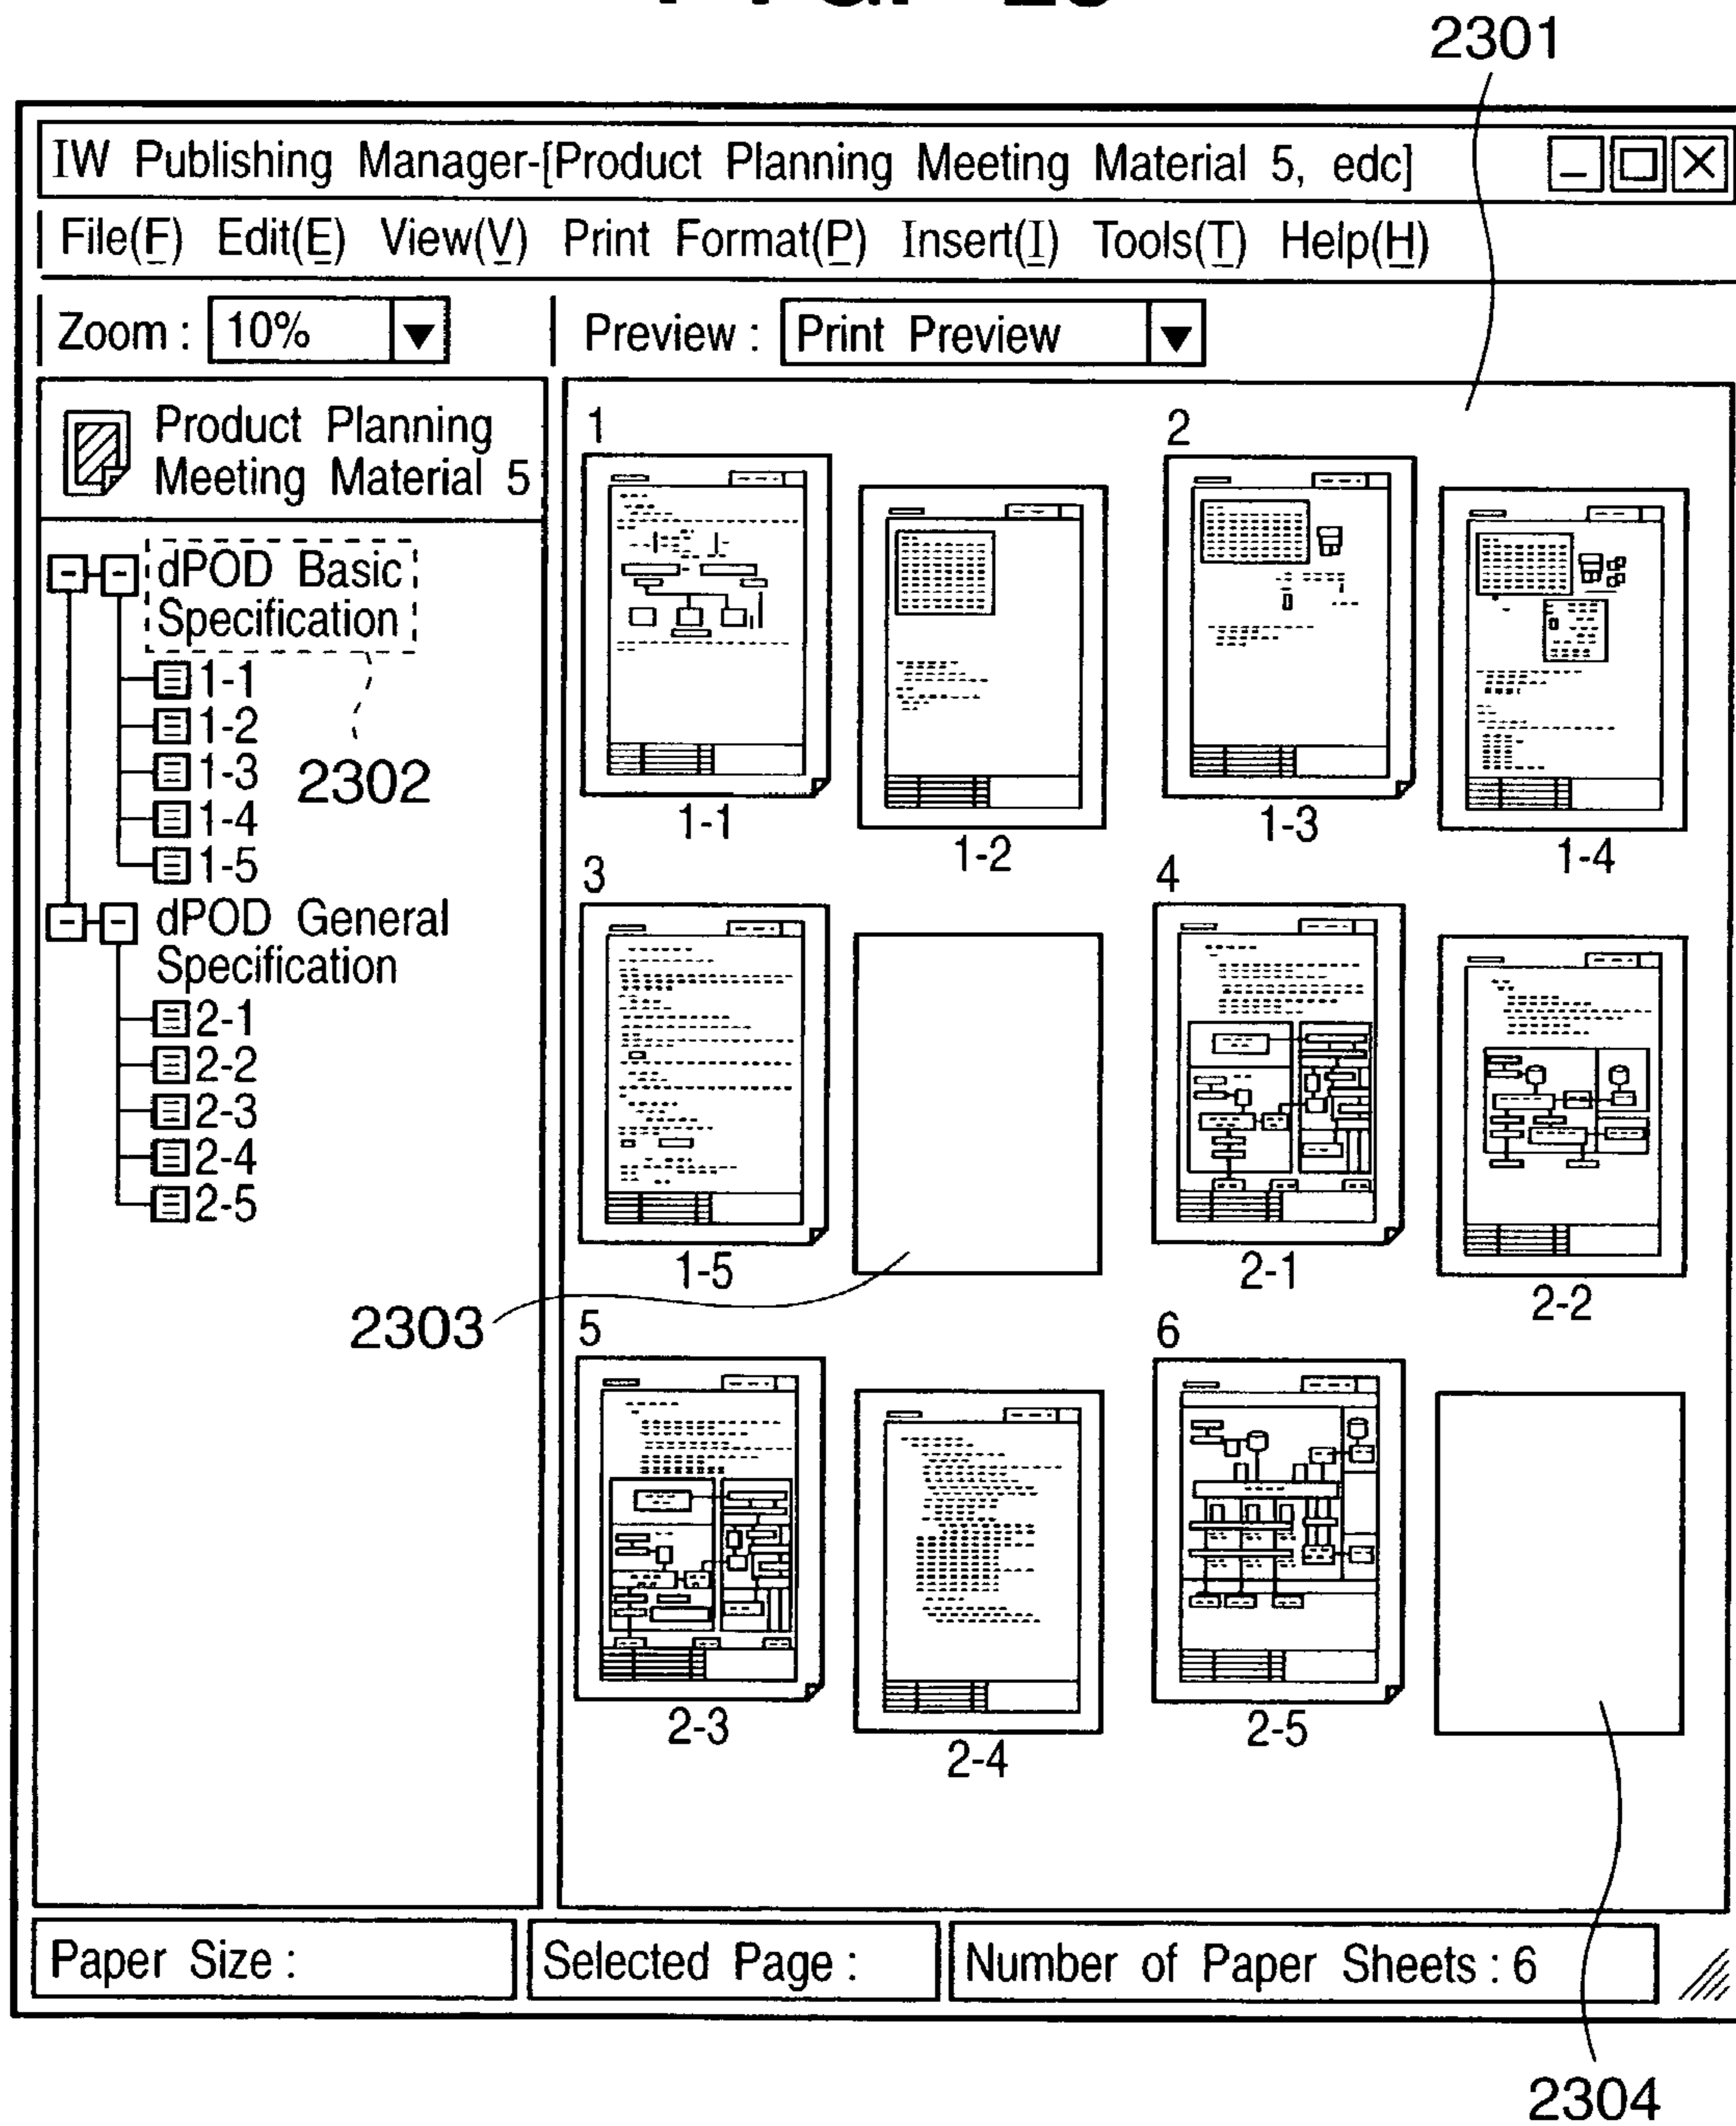 2301
IW Publishing Manager-[Product Planning Meeting Material 5, edc]
File(F) Edit(E) View(V) Print Format(P) Insert(I) Tools(T) Help(H)
Zoom : 10% Preview : Print Preview
Product Planning
Meeting Material 5
dPOD Basic
Specification
1-1
1-2
1-3
1-4
1-5
2302
dPOD General
Specification
2-1
2-2
2-3
2-4
2-5
1
2
1-1
1-2
1-3
1-4
3
4
1-5
2-1
2-2
2303
5
6
2-3
2-4
2-5
Paper Size :
Selected Page :
Number of Paper Sheets : 6
2304